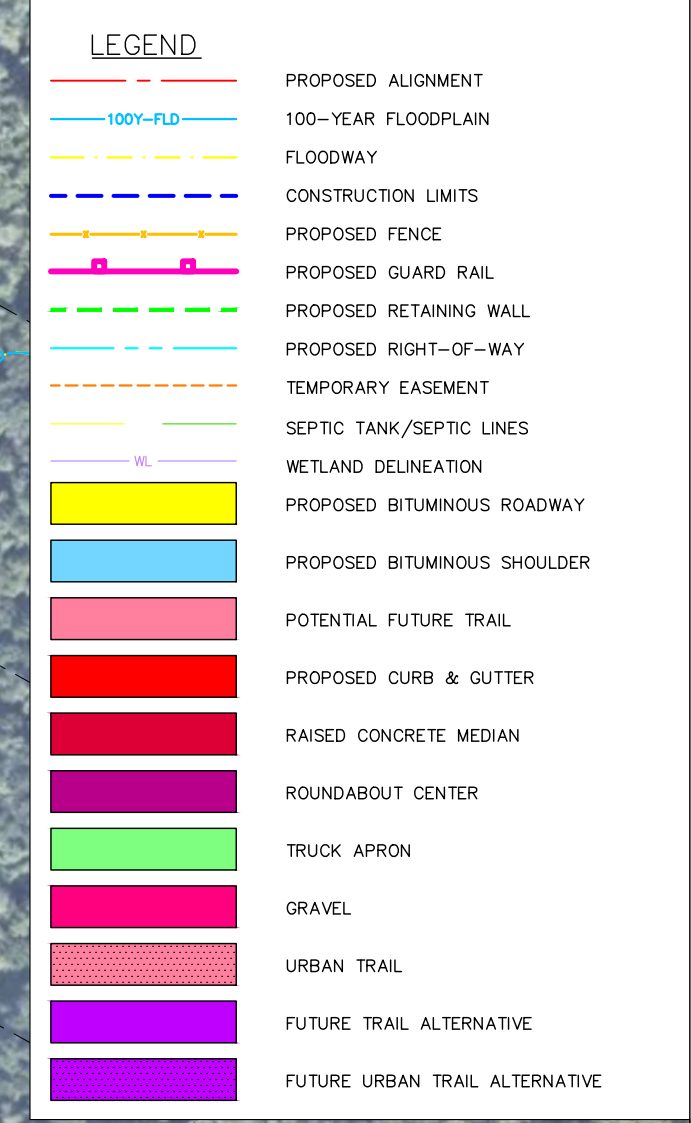 LEGEND
PROPOSED ALIGNMENT
100Y-FLD 100-YEAR FLOODPLAIN
FLOODWAY
CONSTRUCTION LIMITS
PROPOSED FENCE
PROPOSED GUARD RAIL
PROPOSED RETAINING WALL
PROPOSED RIGHT-OF-WAY
TEMPORARY EASEMENT
SEPTIC TANK/SEPTIC LINES
WL WETLAND DELINEATION
PROPOSED BITUMINOUS ROADWAY
PROPOSED BITUMINOUS SHOULDER
POTENTIAL FUTURE TRAIL
PROPOSED CURB & GUTTER
RAISED CONCRETE MEDIAN
ROUNDABOUT CENTER
TRUCK APRON
GRAVEL
URBAN TRAIL
FUTURE TRAIL ALTERNATIVE
FUTURE URBAN TRAIL ALTERNATIVE